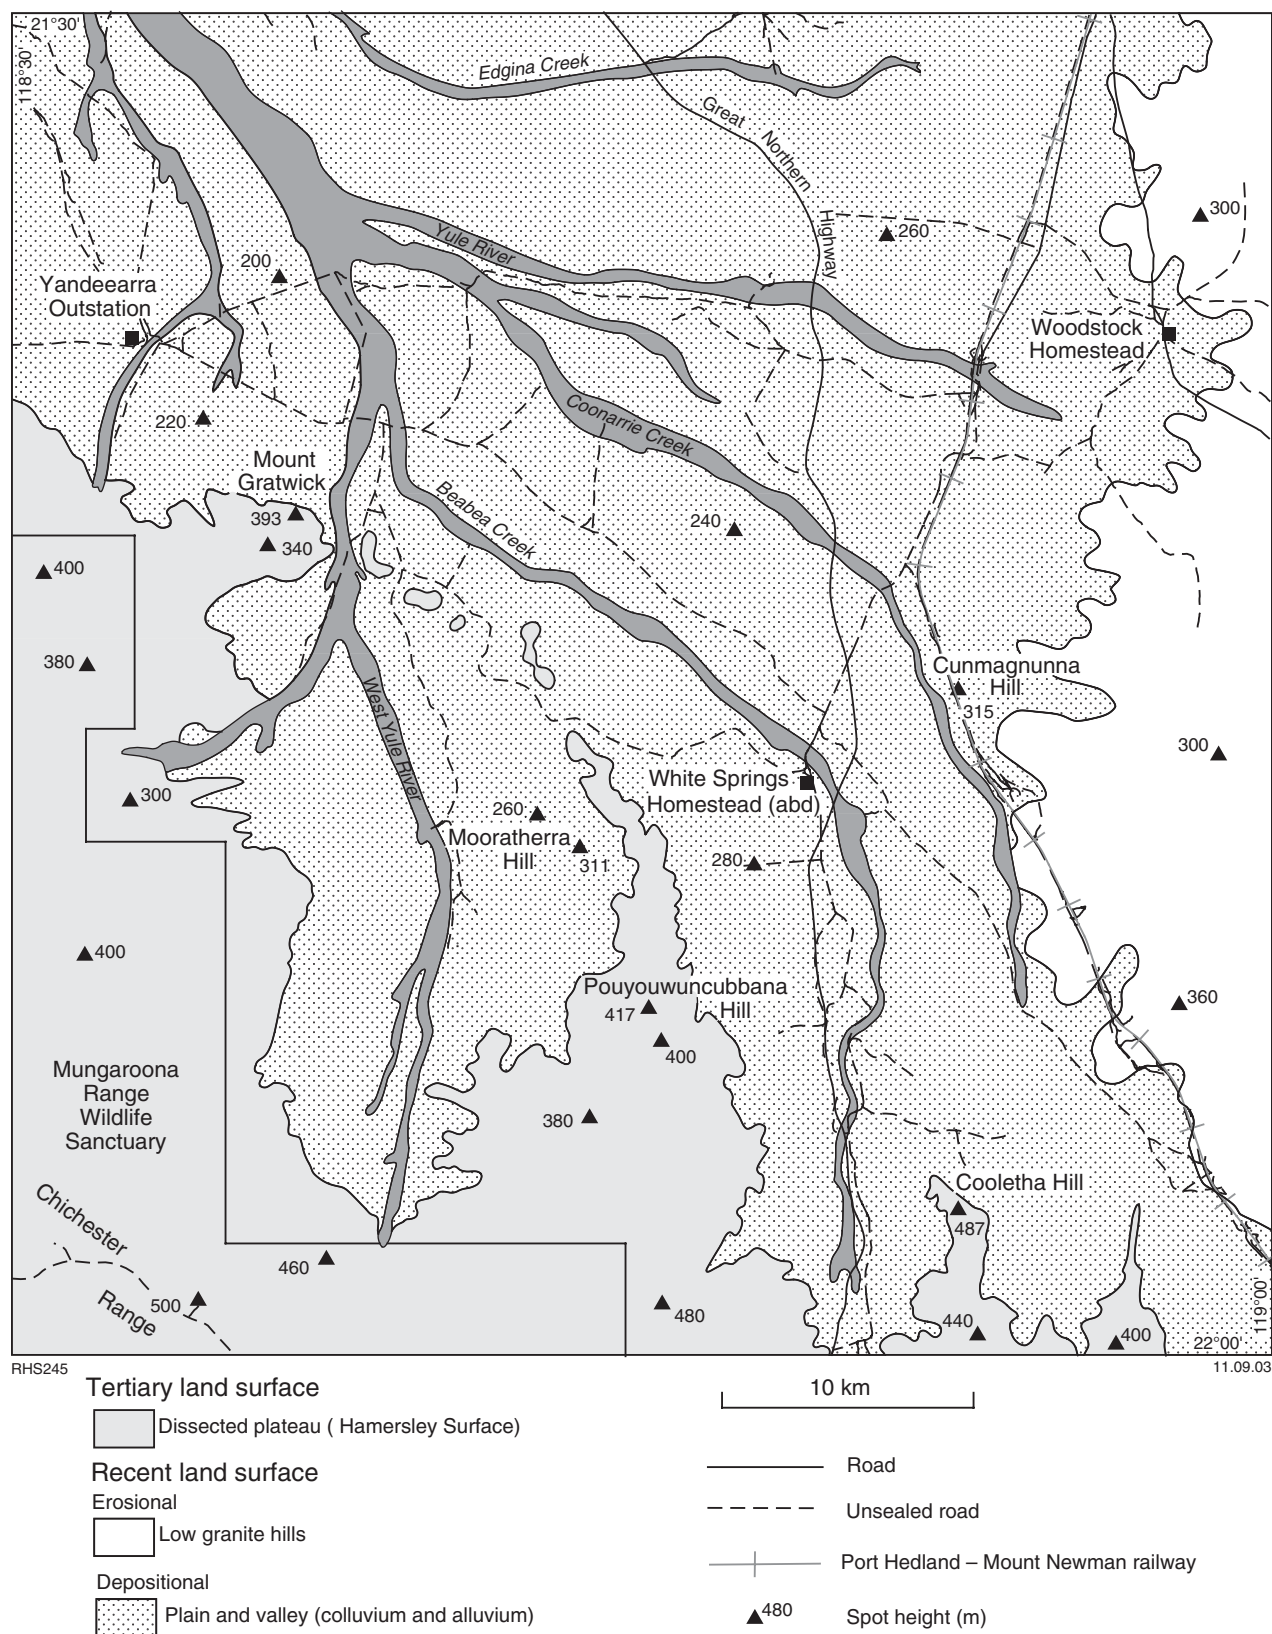 21°30'
118°30'
Edgina Creek
Great
Northern
Highway
300
260
Yule River
200
Yandeearra
Outstation
Woodstock
Homestead
220
Coonarrie Creek
Mount
Gratwick
393
340
Beabea Creek
240
400
380
Cunmagnunna
Hill
315
West Yule River
300
300
White Springs
Homestead (abd)
260
Mooratherra
Hill
311
280
400
Pouyouwuncubbana
Hill
417
400
360
Mungaroona
Range
Wildlife
Sanctuary
380
Chichester
Range
Cooletha Hill
487
460
500
480
440
400
119°00'
22°00'
RHS245
11.09.03
Tertiary land surface
Dissected plateau ( Hamersley Surface)
Recent land surface
Erosional
Low granite hills
Depositional
Plain and valley (colluvium and alluvium)
10 km
Road
Unsealed road
Port Hedland – Mount Newman railway
480
Spot height (m)